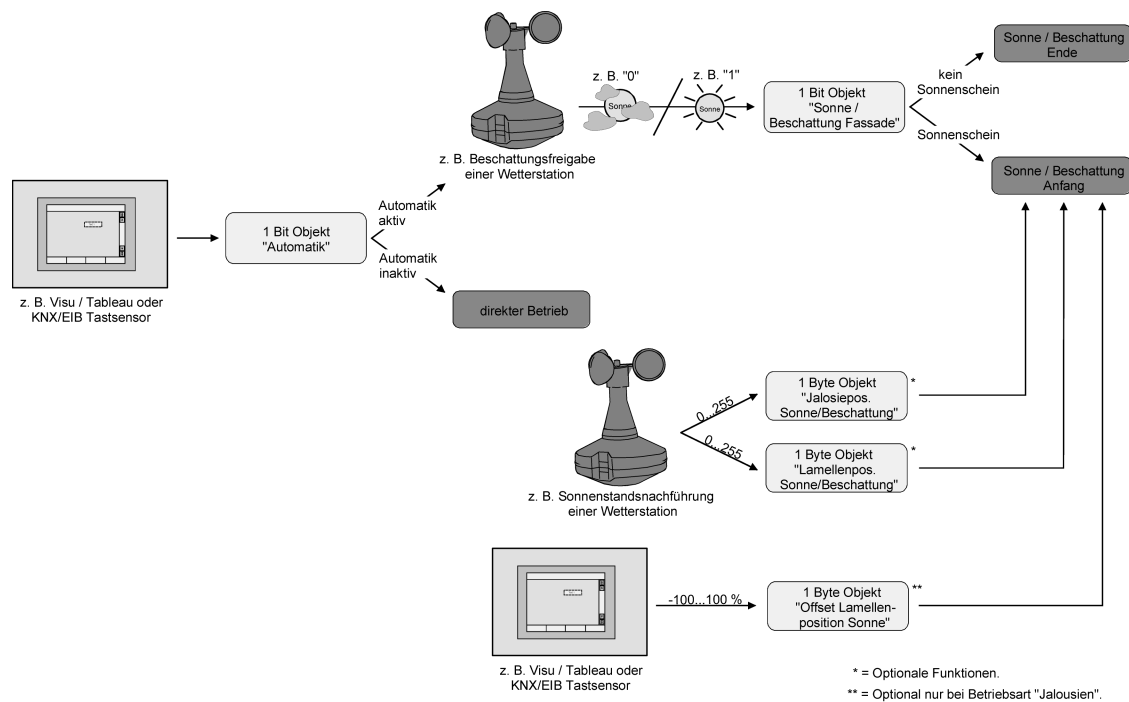 Sonne / Beschattung
Ende
kein
Sonnenschein
z. B. "0"
z. B. "1"
Sonne
Sonne
1 Bit Objekt
"Sonne /
Beschattung Fassade"
Sonnenschein
z. B. Beschattungsfreigabe
einer Wetterstation
Sonne / Beschattung
Anfang
Automatik
aktiv
1 Bit Objekt
"Automatik"
Automatik
inaktiv
z. B. Visu / Tableau oder
KNX/EIB Tastsensor
direkter Betrieb
0...255
1 Byte Objekt
"Jalosiepos.
Sonne/Beschattung"
*
0...255
1 Byte Objekt
"Lamellenpos.
Sonne/Beschattung"
*
z. B. Sonnenstandsnachführung
einer Wetterstation
-100...100 %
1 Byte Objekt
"Offset Lamellen-
position Sonne"
**
z. B. Visu / Tableau oder
KNX/EIB Tastsensor
* = Optionale Funktionen.
** = Optional nur bei Betriebsart "Jalousien".